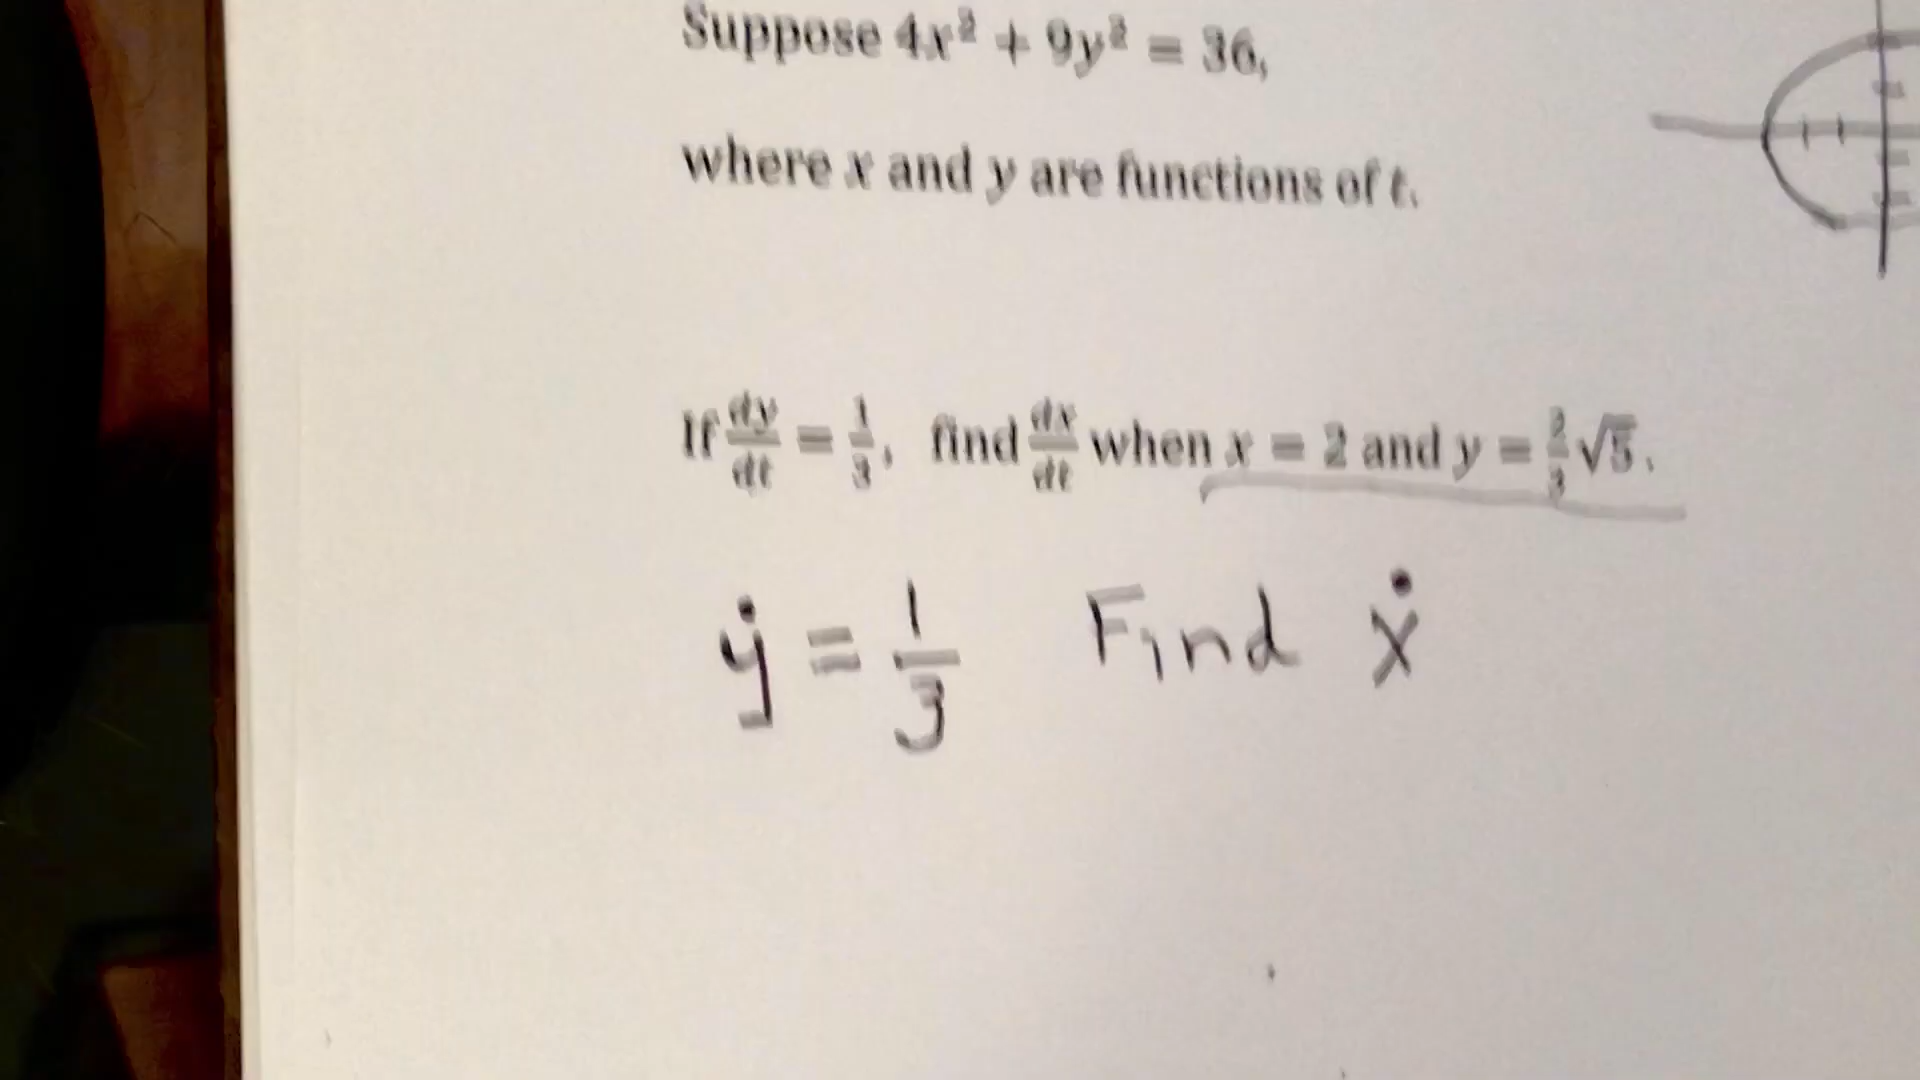 Suppose 4x² + 9y² = 36,
where x and y are functions of t.
If dy/dt = 1/3, find dx/dt when x = 2 and y = 2/3 √5.
ẏ = 1/3 Find ẋ